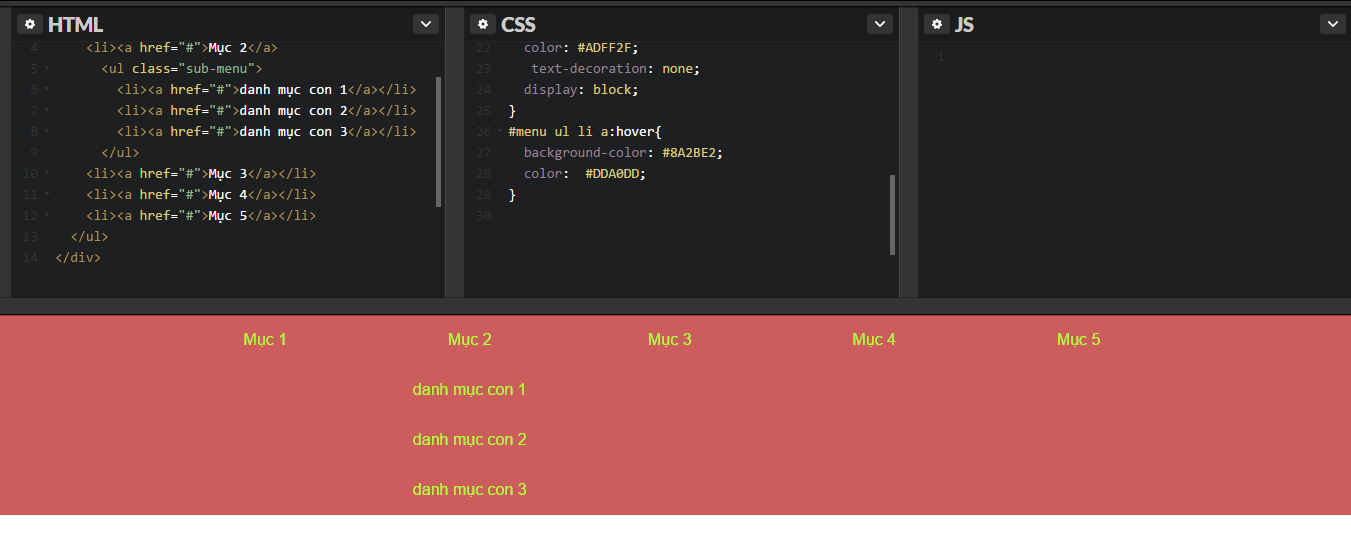 HTML
4 <li><a href="#">Mục 2</a>
5 <ul class="sub-menu">
6 <li><a href="#">danh mục con 1</a></li>
7 <li><a href="#">danh mục con 2</a></li>
8 <li><a href="#">danh mục con 3</a></li>
9 </ul>
10 <li><a href="#">Mục 3</a></li>
11 <li><a href="#">Mục 4</a></li>
12 <li><a href="#">Mục 5</a></li>
13 </ul>
14 </div>
CSS
22 color: #ADFF2F;
23 text-decoration: none;
24 display: block;
25 }
26 #menu ul li a:hover{
27 background-color: #8A2BE2;
28 color:  #DDA0DD;
29 }
30
JS
1
Mục 1 Mục 2 Mục 3 Mục 4 Mục 5
danh mục con 1
danh mục con 2
danh mục con 3